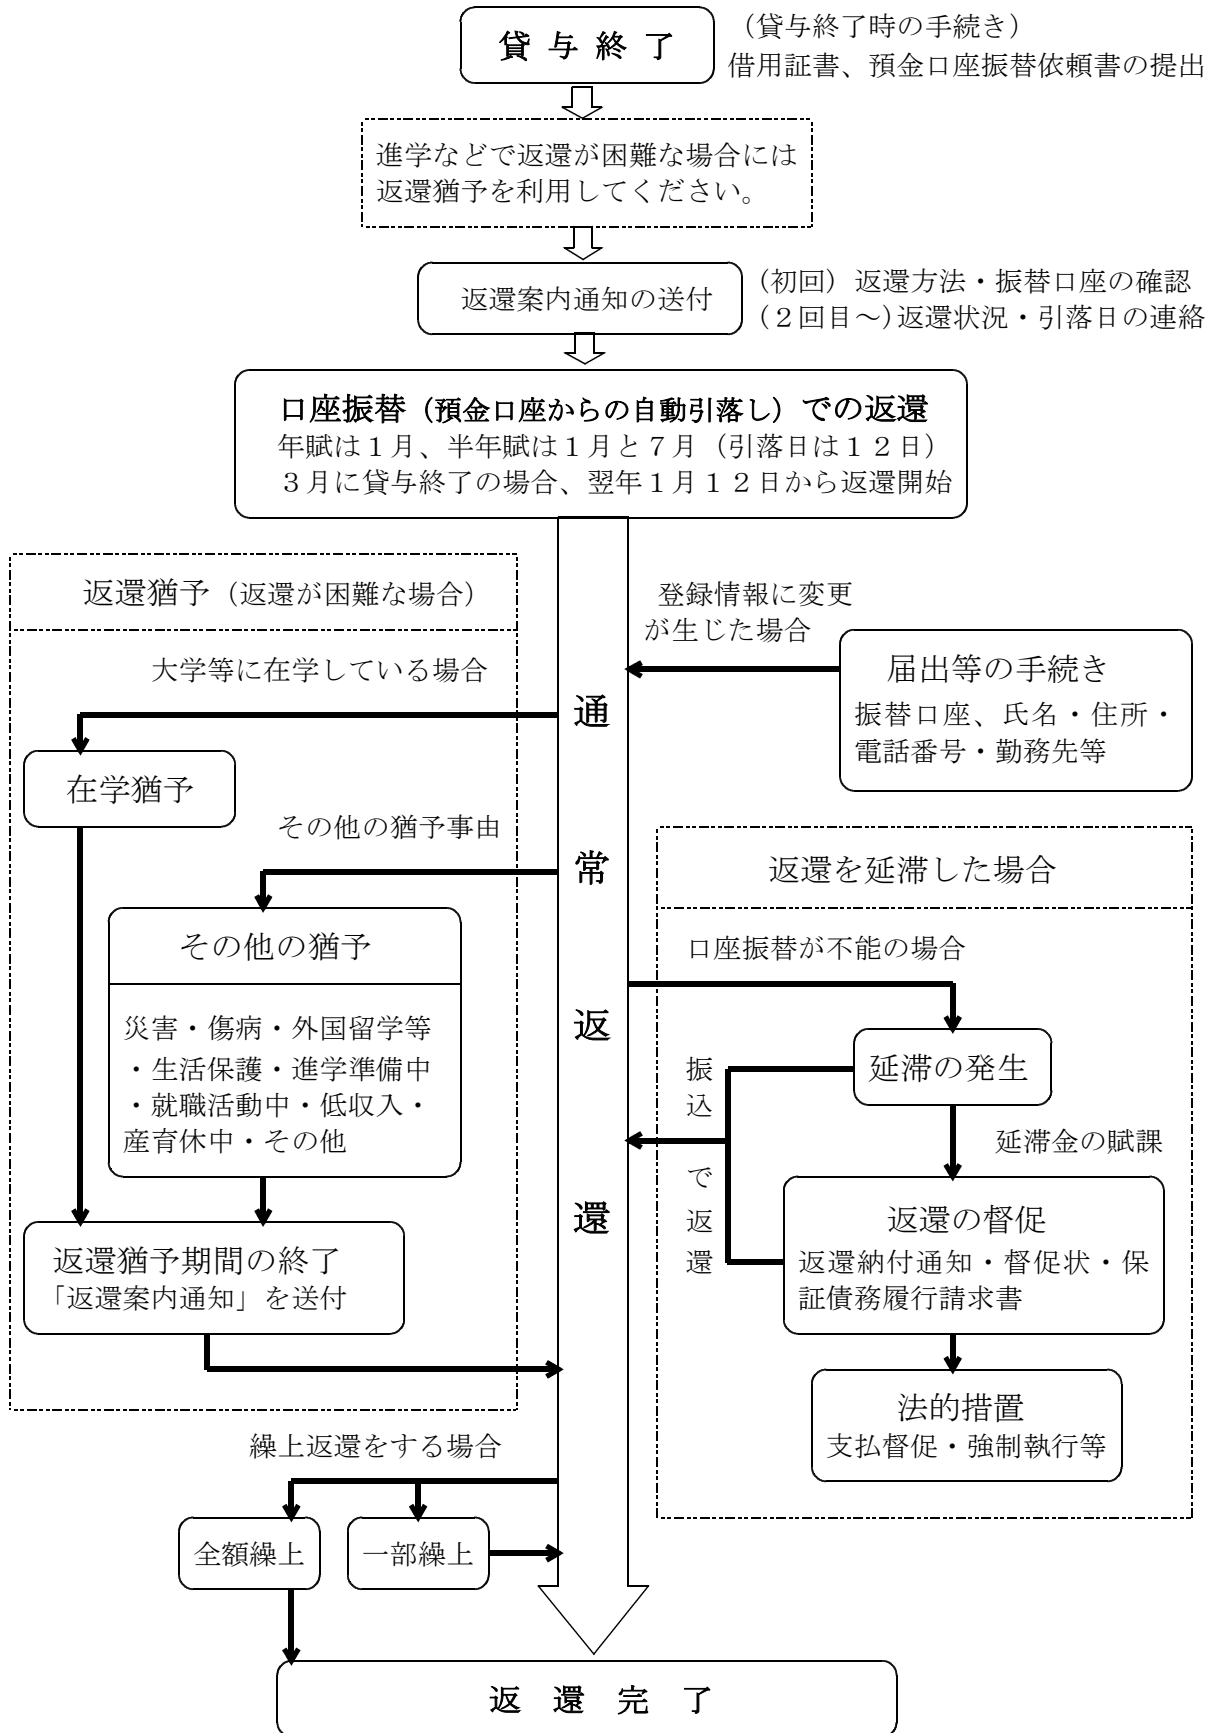 貸 与 終 了
（貸与終了時の手続き）
借用証書、預金口座振替依頼書の提出
進学などで返還が困難な場合には
返還猶予を利用してください。
返還案内通知の送付
（初回）返還方法・振替口座の確認
（２回目～）返還状況・引落日の連絡
口座振替（預金口座からの自動引落し）での返還
年賦は１月、半年賦は１月と７月（引落日は１２日）
３月に貸与終了の場合、翌年１月１２日から返還開始
通
常
返
還
返還猶予（返還が困難な場合）
大学等に在学している場合
在学猶予
その他の猶予事由
その他の猶予
災害・傷病・外国留学等
・生活保護・進学準備中
・就職活動中・低収入・
産育休中・その他
返還猶予期間の終了
「返還案内通知」を送付
登録情報に変更
が生じた場合
届出等の手続き
振替口座、氏名・住所・
電話番号・勤務先等
返還を延滞した場合
口座振替が不能の場合
延滞の発生
振込で返還
延滞金の賦課
返還の督促
返還納付通知・督促状・保
証債務履行請求書
法的措置
支払督促・強制執行等
繰上返還をする場合
全額繰上
一部繰上
返 還 完 了